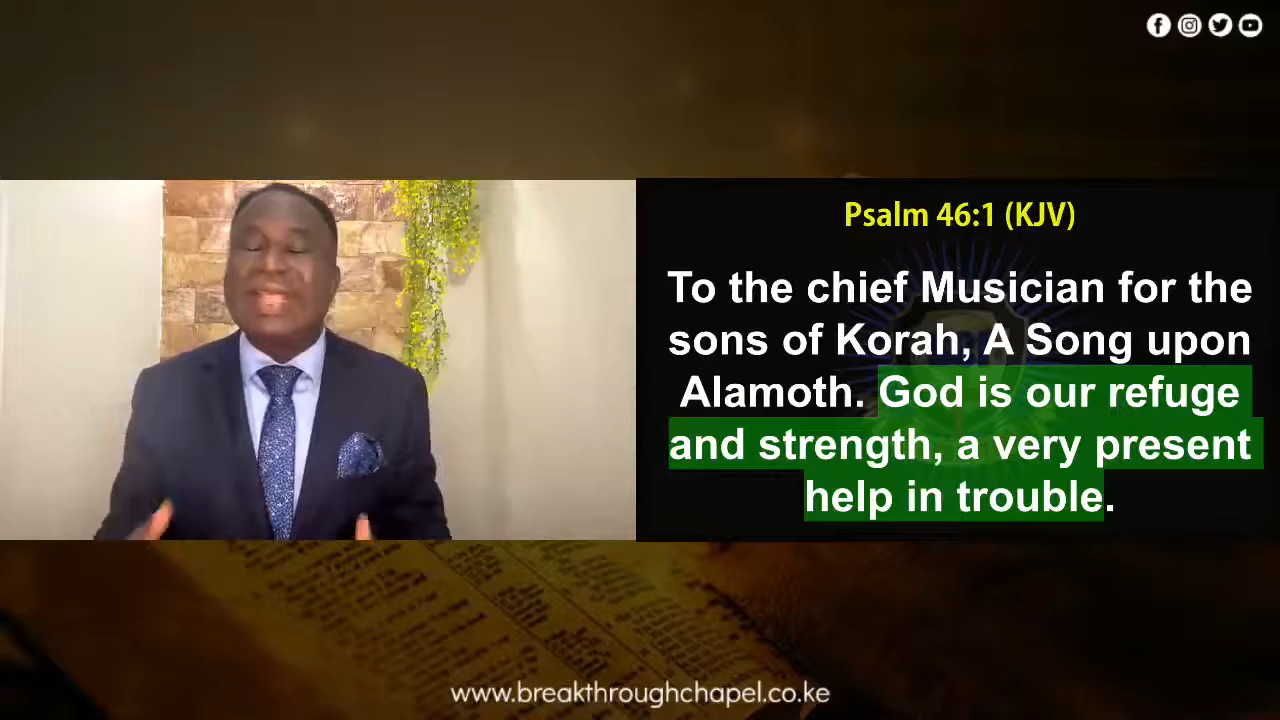 Psalm 46:1 (KJV)
To the chief Musician for the
sons of Korah, A Song upon
Alamoth. God is our refuge
and strength, a very present
help in trouble.
www.breakthroughchapel.co.ke